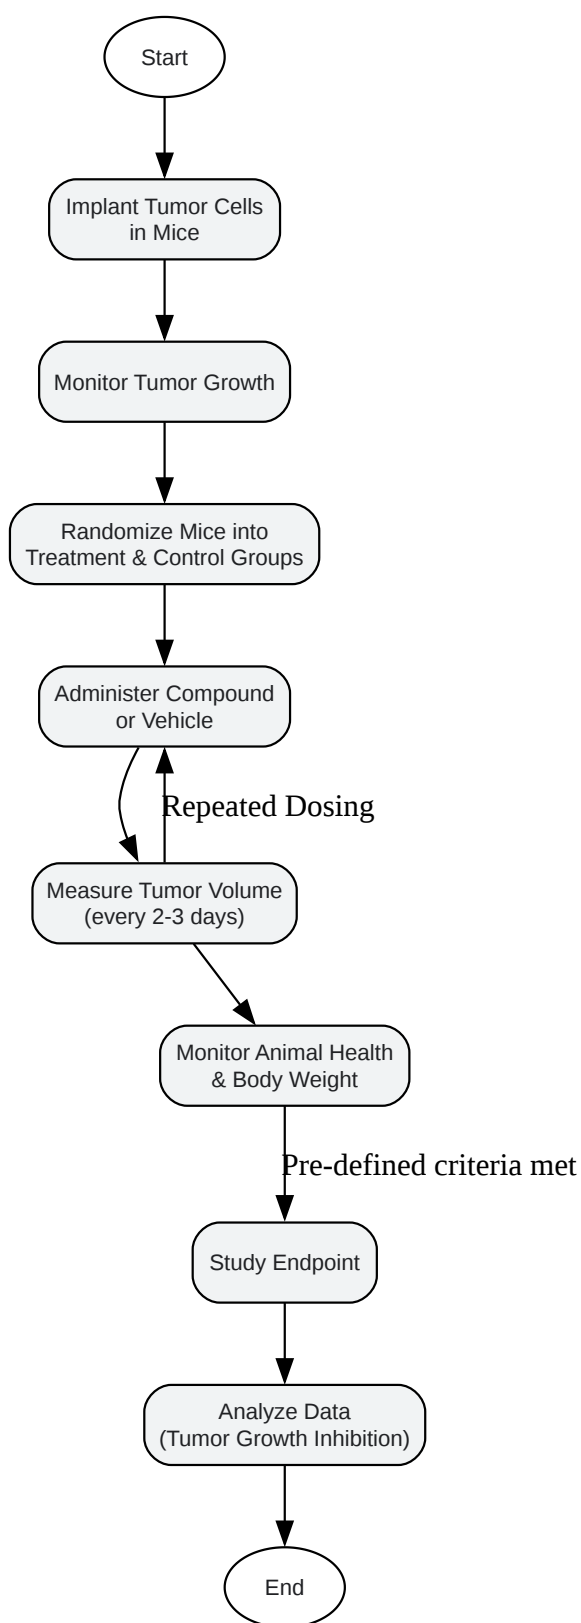 Start
Implant Tumor Cells
in Mice
Monitor Tumor Growth
Randomize Mice into
Treatment & Control Groups
Administer Compound
or Vehicle
Repeated Dosing
Measure Tumor Volume
(every 2-3 days)
Monitor Animal Health
& Body Weight
Pre-defined criteria met
Study Endpoint
Analyze Data
(Tumor Growth Inhibition)
End